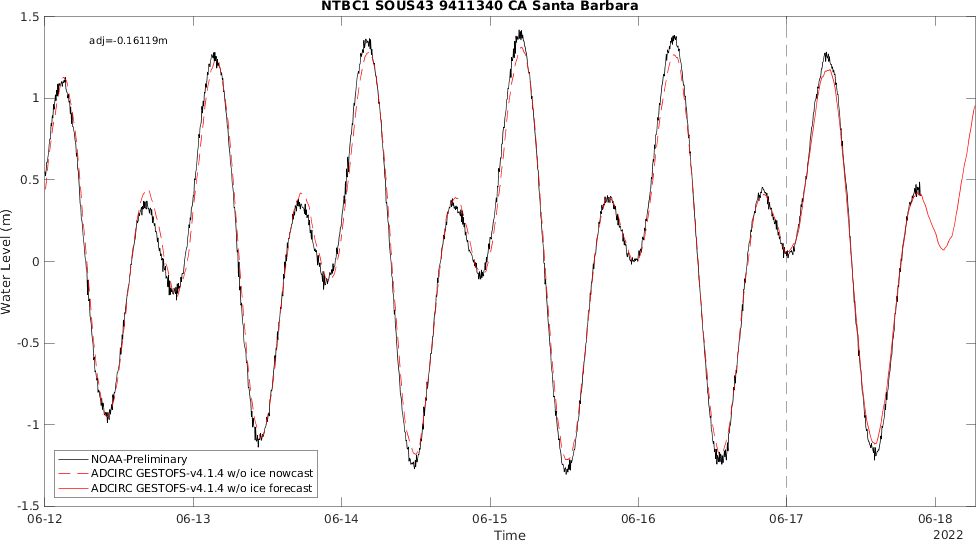 NTBC1 SOUS43 9411340 CA Santa Barbara
adj=-0.16119m
1.5
1
0.5
0
-0.5
-1
-1.5
Water Level (m)
NOAA-Preliminary
ADCIRC GESTOFS-v4.1.4 w/o ice nowcast
ADCIRC GESTOFS-v4.1.4 w/o ice forecast
06-12 06-13 06-14 06-15 06-16 06-17 06-18
Time
2022